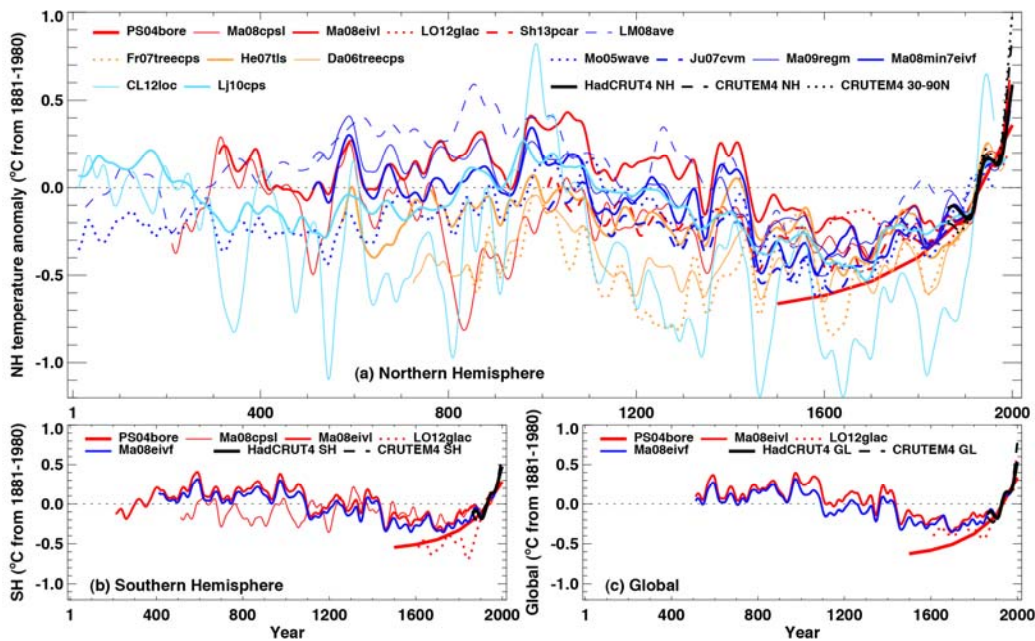 NH temperature anomaly (°C from 1881-1980)
1.0
0.5
0.0
-0.5
-1.0
PS04bore Ma08cpsl Ma08eivl LO12glac Sh13pcar LM08ave
Fr07treecps He07tls Da06treecps Mo05wave Ju07cvm Ma09regm Ma08min7eivf
CL12loc Lj10cps HadCRUT4 NH CRUTEM4 NH CRUTEM4 30-90N
(a) Northern Hemisphere
1 400 800 1200 1600 2000
SH (°C from 1881-1980)
1.0
0.5
0.0
-0.5
-1.0
PS04bore Ma08cpsl Ma08eivl LO12glac
Ma08eivf HadCRUT4 SH CRUTEM4 SH
(b) Southern Hemisphere
1 400 800 1200 1600 2000
Year
Global (°C from 1881-1980)
1.0
0.5
0.0
-0.5
-1.0
PS04bore Ma08eivl LO12glac
Ma08eivf HadCRUT4 GL CRUTEM4 GL
(c) Global
1 400 800 1200 1600 2000
Year